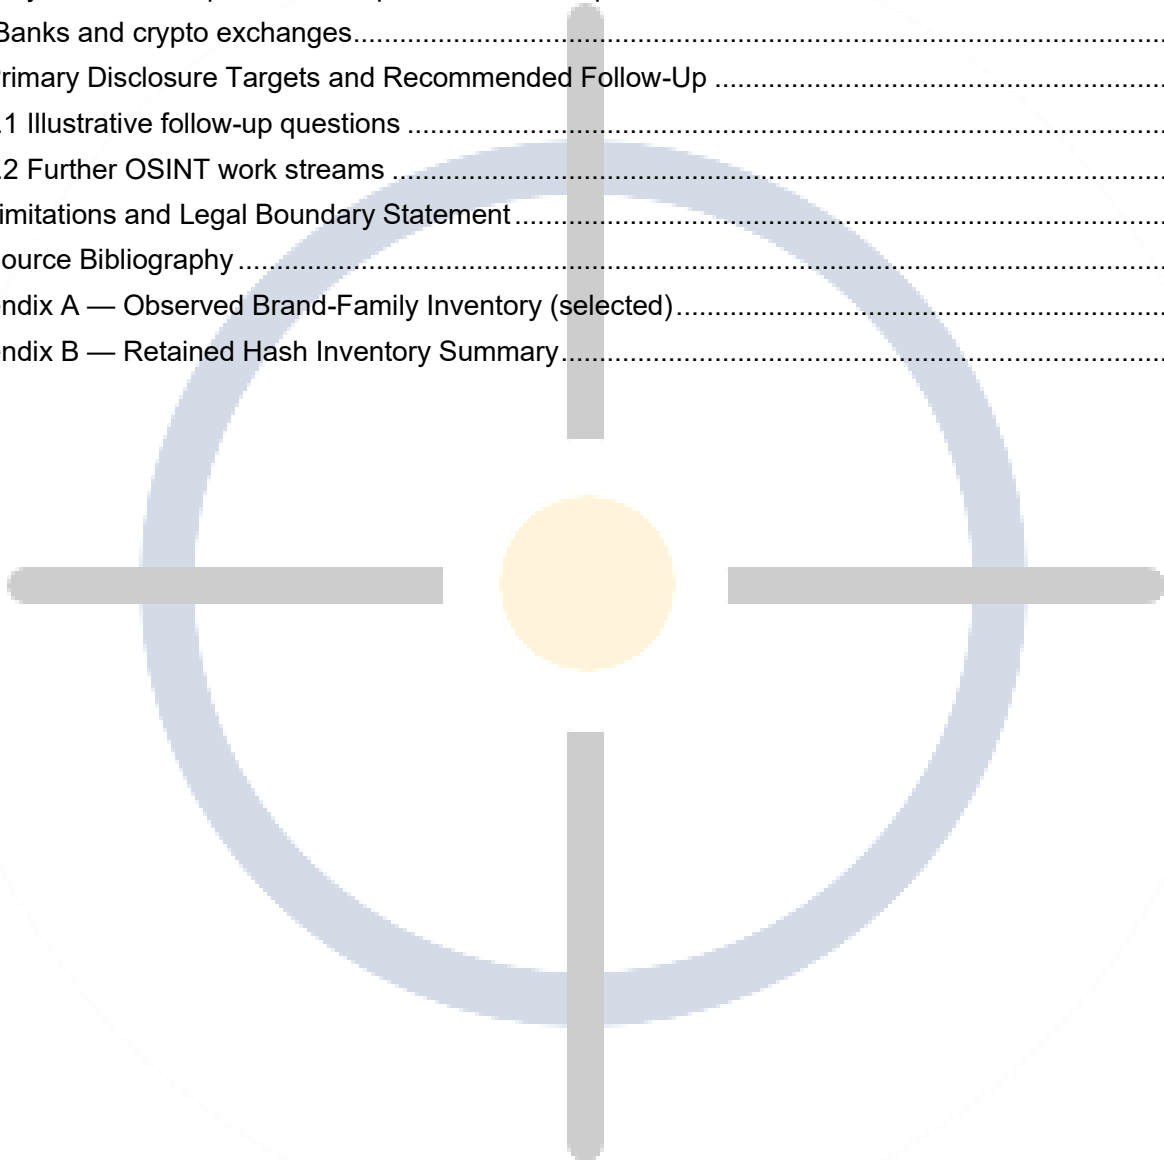 Banks and crypto exchanges....................................................................................................
rimary Disclosure Targets and Recommended Follow-Up ....................................................
.1 Illustrative follow-up questions ..............................................................................................
.2 Further OSINT work streams ................................................................................................
imitations and Legal Boundary Statement................................................................................
ource Bibliography ...................................................................................................................
ndix A — Observed Brand-Family Inventory (selected).............................................................
ndix B — Retained Hash Inventory Summary............................................................................